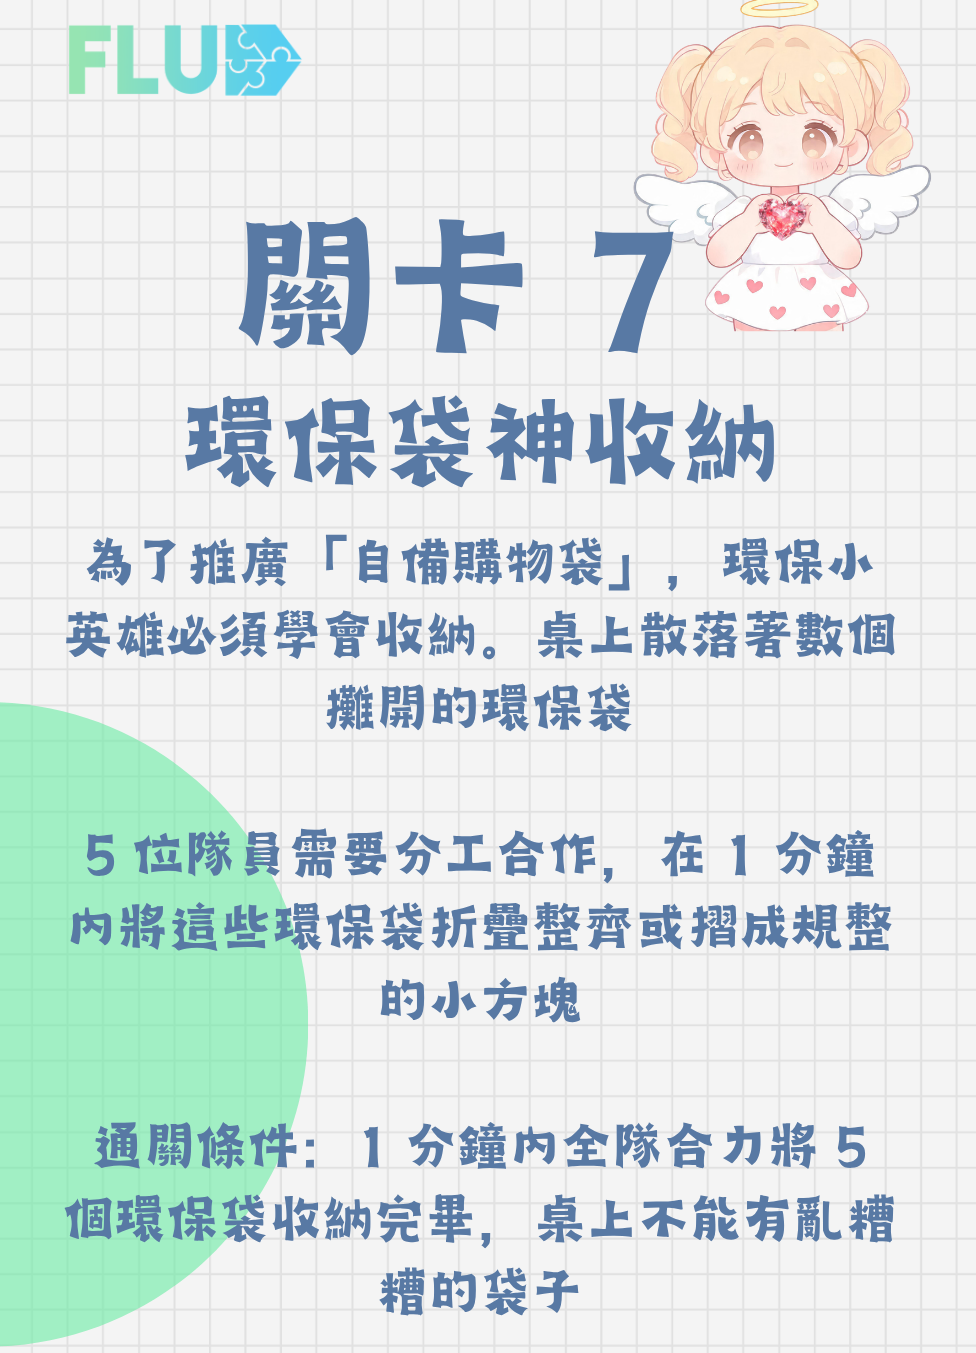 FLU
關卡 7
環保袋神收納
為了推廣「自備購物袋」，環保小
英雄必須學會收納。桌上散落著數個
攤開的環保袋
5 位隊員需要分工合作，在 1 分鐘
內將這些環保袋折疊整齊或摺成規整
的小方塊
通關條件：1 分鐘內全隊合力將 5
個環保袋收納完畢，桌上不能有亂糟
糟的袋子